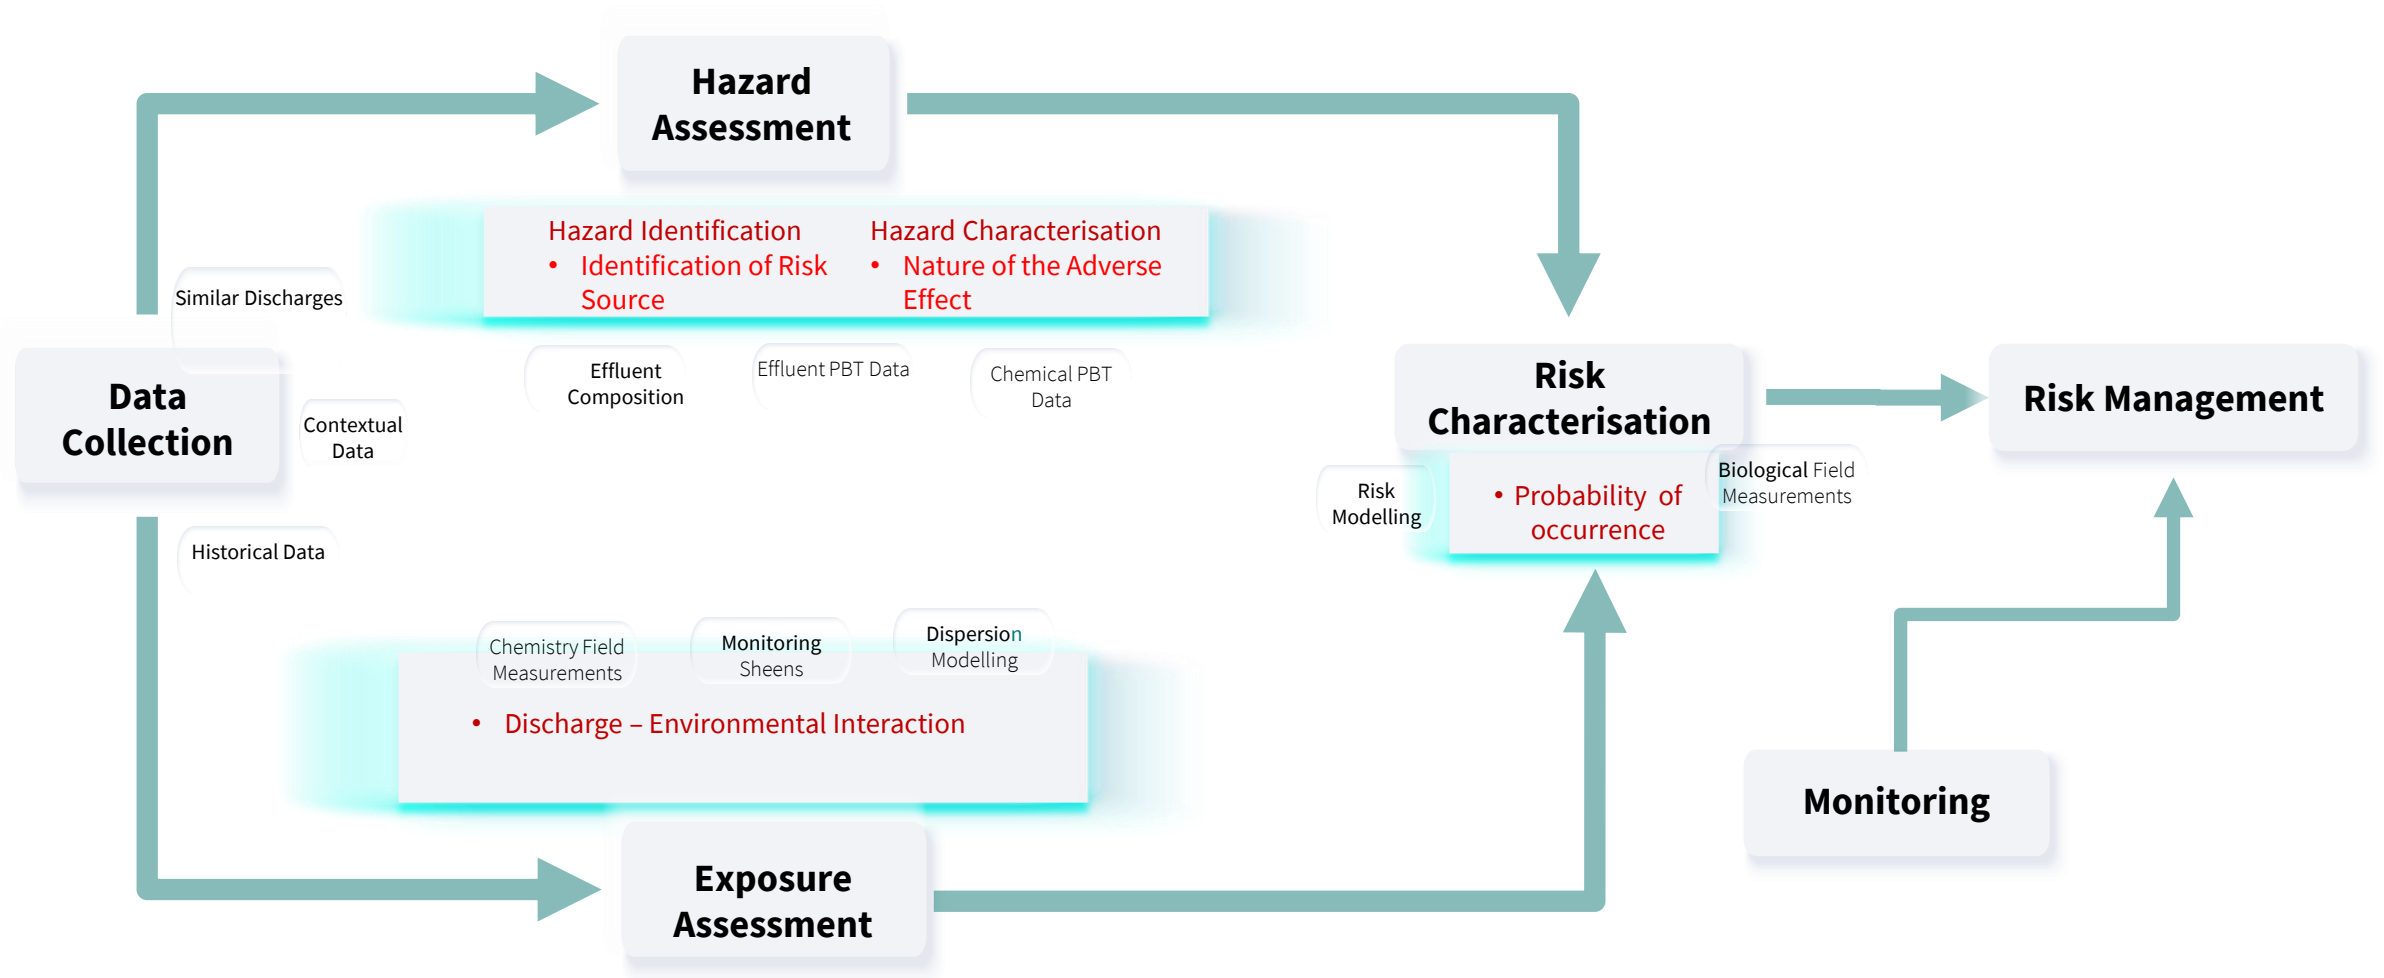 Hazard
Assessment
Hazard Identification
• Identification of Risk
Source
Hazard Characterisation
• Nature of the Adverse
Effect
Similar Discharges
Data
Collection
Contextual
Data
Historical Data
Effluent
Composition
Effluent PBT Data
Chemical PBT
Data
Risk
Characterisation
Risk
Modelling
• Probability of
occurrence
Biological Field
Measurements
Risk Management
Chemistry Field
Measurements
Monitoring
Sheens
Dispersion
Modelling
• Discharge – Environmental Interaction
Exposure
Assessment
Monitoring